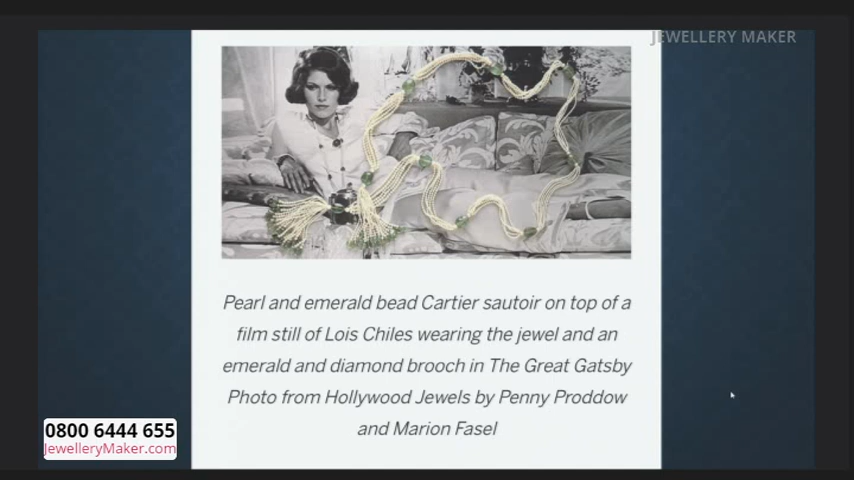 JEWELLERY MAKER
Pearl and emerald bead Cartier sautoir on top of a
film still of Lois Chiles wearing the jewel and an
emerald and diamond brooch in The Great Gatsby
Photo from Hollywood Jewels by Penny Proddow
and Marion Fasel
0800 6444 655
JewelleryMaker.com